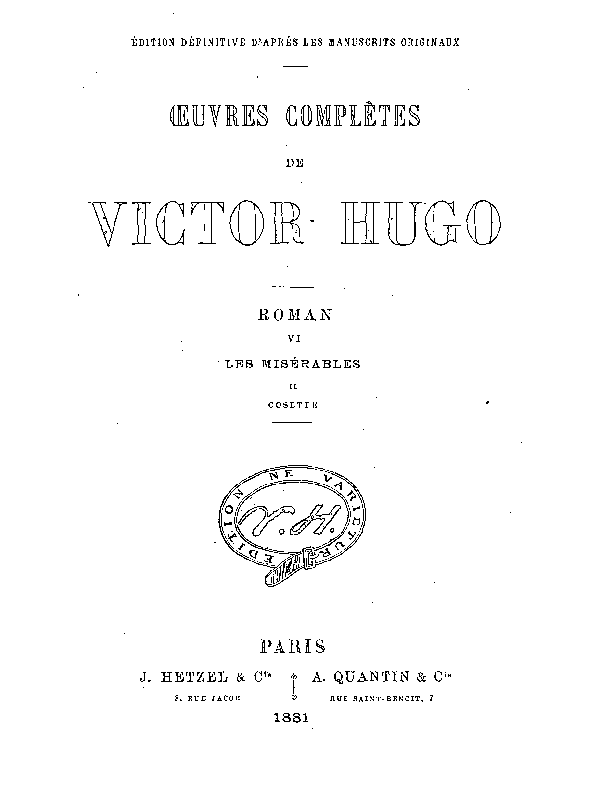 ÉDITION DÉFINITIVE D'APRÈS LES MANUSCRITS ORIGINAUX
ŒUVRES COMPLÈTES
DE
VICTOR HUGO
ROMAN
VI
LES MISÉRABLES
II
COSETTE
EDITION NE VARIETUR
V. H.
PARIS
J. HETZEL & Cie
A. QUANTIN & Cie
RUE JACOB
RUE SAINT-BENOIT, 7
1881